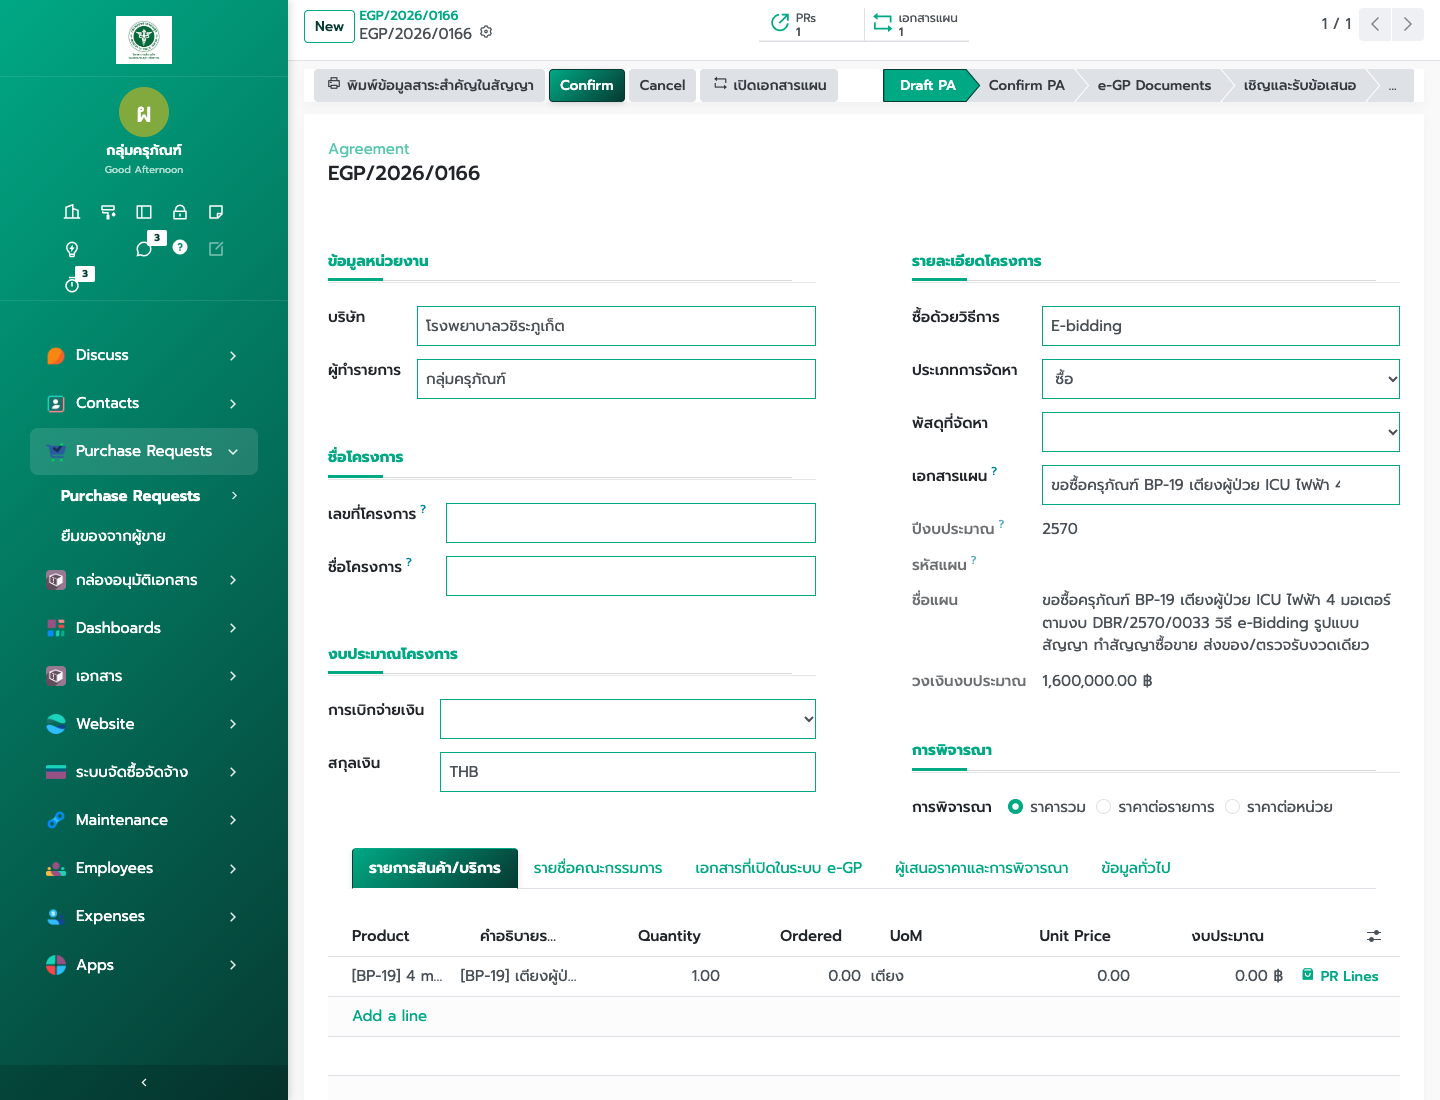 New
EGP/2026/0166
EGP/2026/0166
PRs
1
เอกสารแผน
1
1 / 1
พิมพ์ข้อมูลสาระสำคัญในสัญญา
Confirm
Cancel
เปิดเอกสารแผน
Draft PA
Confirm PA
e-GP Documents
เชิญและรับข้อเสนอ
...
ผ
กลุ่มครุภัณฑ์
Good Afternoon
3
?
3
Discuss
Contacts
Purchase Requests
Purchase Requests
ยืมของจากผู้ขาย
กล่องอนุมัติเอกสาร
Dashboards
เอกสาร
Website
ระบบจัดซื้อจัดจ้าง
Maintenance
Employees
Expenses
Apps
Agreement
EGP/2026/0166
ข้อมูลหน่วยงาน
บริษัท
โรงพยาบาลวชิระภูเก็ต
ผู้ทำรายการ
กลุ่มครุภัณฑ์
ชื่อโครงการ
เลขที่โครงการ ?
ชื่อโครงการ ?
งบประมาณโครงการ
การเบิกจ่ายเงิน
สกุลเงิน
THB
รายละเอียดโครงการ
ซื้อด้วยวิธีการ
E-bidding
ประเภทการจัดหา
ซื้อ
พัสดุที่จัดหา
เอกสารแผน ?
ขอซื้อครุภัณฑ์ BP-19 เตียงผู้ป่วย ICU ไฟฟ้า 4
ปีงบประมาณ ?
2570
รหัสแผน ?
ชื่อแผน
ขอซื้อครุภัณฑ์ BP-19 เตียงผู้ป่วย ICU ไฟฟ้า 4 มอเตอร์
ตามงบ DBR/2570/0033 วิธี e-Bidding รูปแบบ
สัญญา ทำสัญญาซื้อขาย ส่งของ/ตรวจรับงวดเดียว
วงเงินงบประมาณ
1,600,000.00 ฿
การพิจารณา
การพิจารณา
ราคารวม
ราคาต่อรายการ
ราคาต่อหน่วย
รายการสินค้า/บริการ
รายชื่อคณะกรรมการ
เอกสารที่เปิดในระบบ e-GP
ผู้เสนอราคาและการพิจารณา
ข้อมูลทั่วไป
Product
คำอธิบายร...
Quantity
Ordered
UoM
Unit Price
งบประมาณ
[BP-19] 4 m...
[BP-19] เตียงผู้ป...
1.00
0.00
เตียง
0.00
0.00 ฿
PR Lines
Add a line